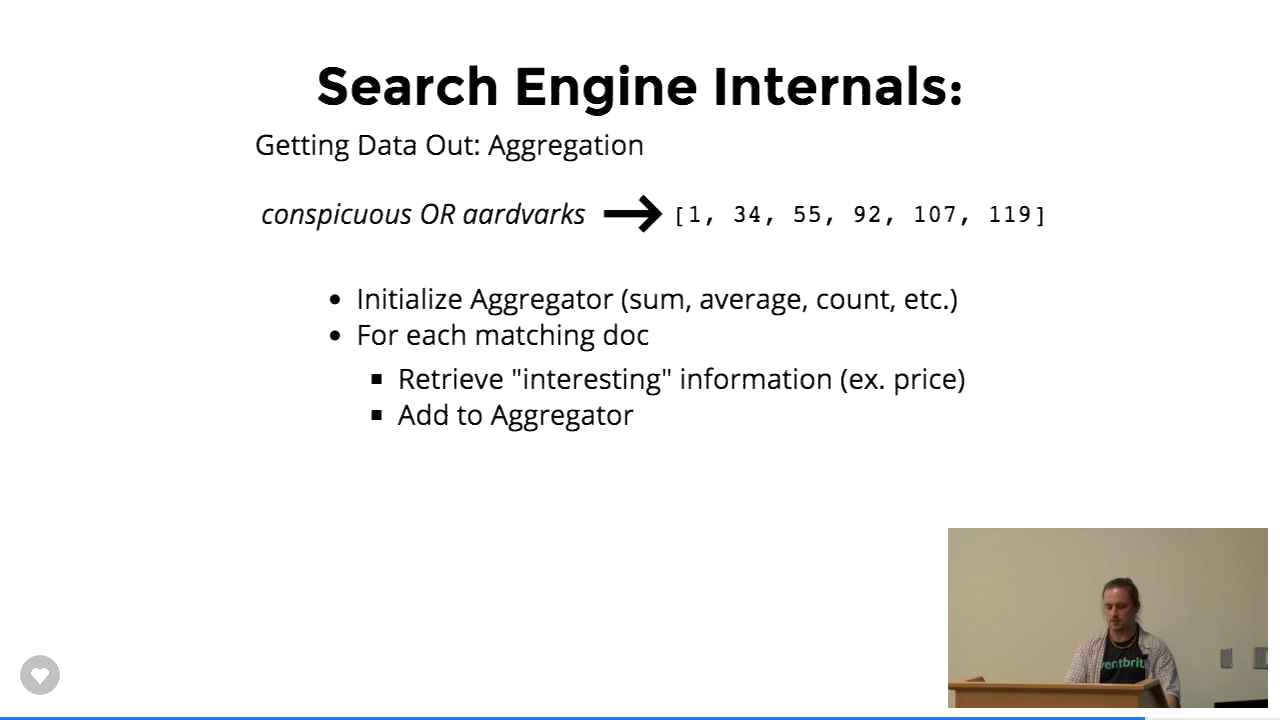 Search Engine Internals:
Getting Data Out: Aggregation
conspicuous OR aardvarks → [1, 34, 55, 92, 107, 119]
• Initialize Aggregator (sum, average, count, etc.)
• For each matching doc
▪ Retrieve "interesting" information (ex. price)
▪ Add to Aggregator
ventbrit